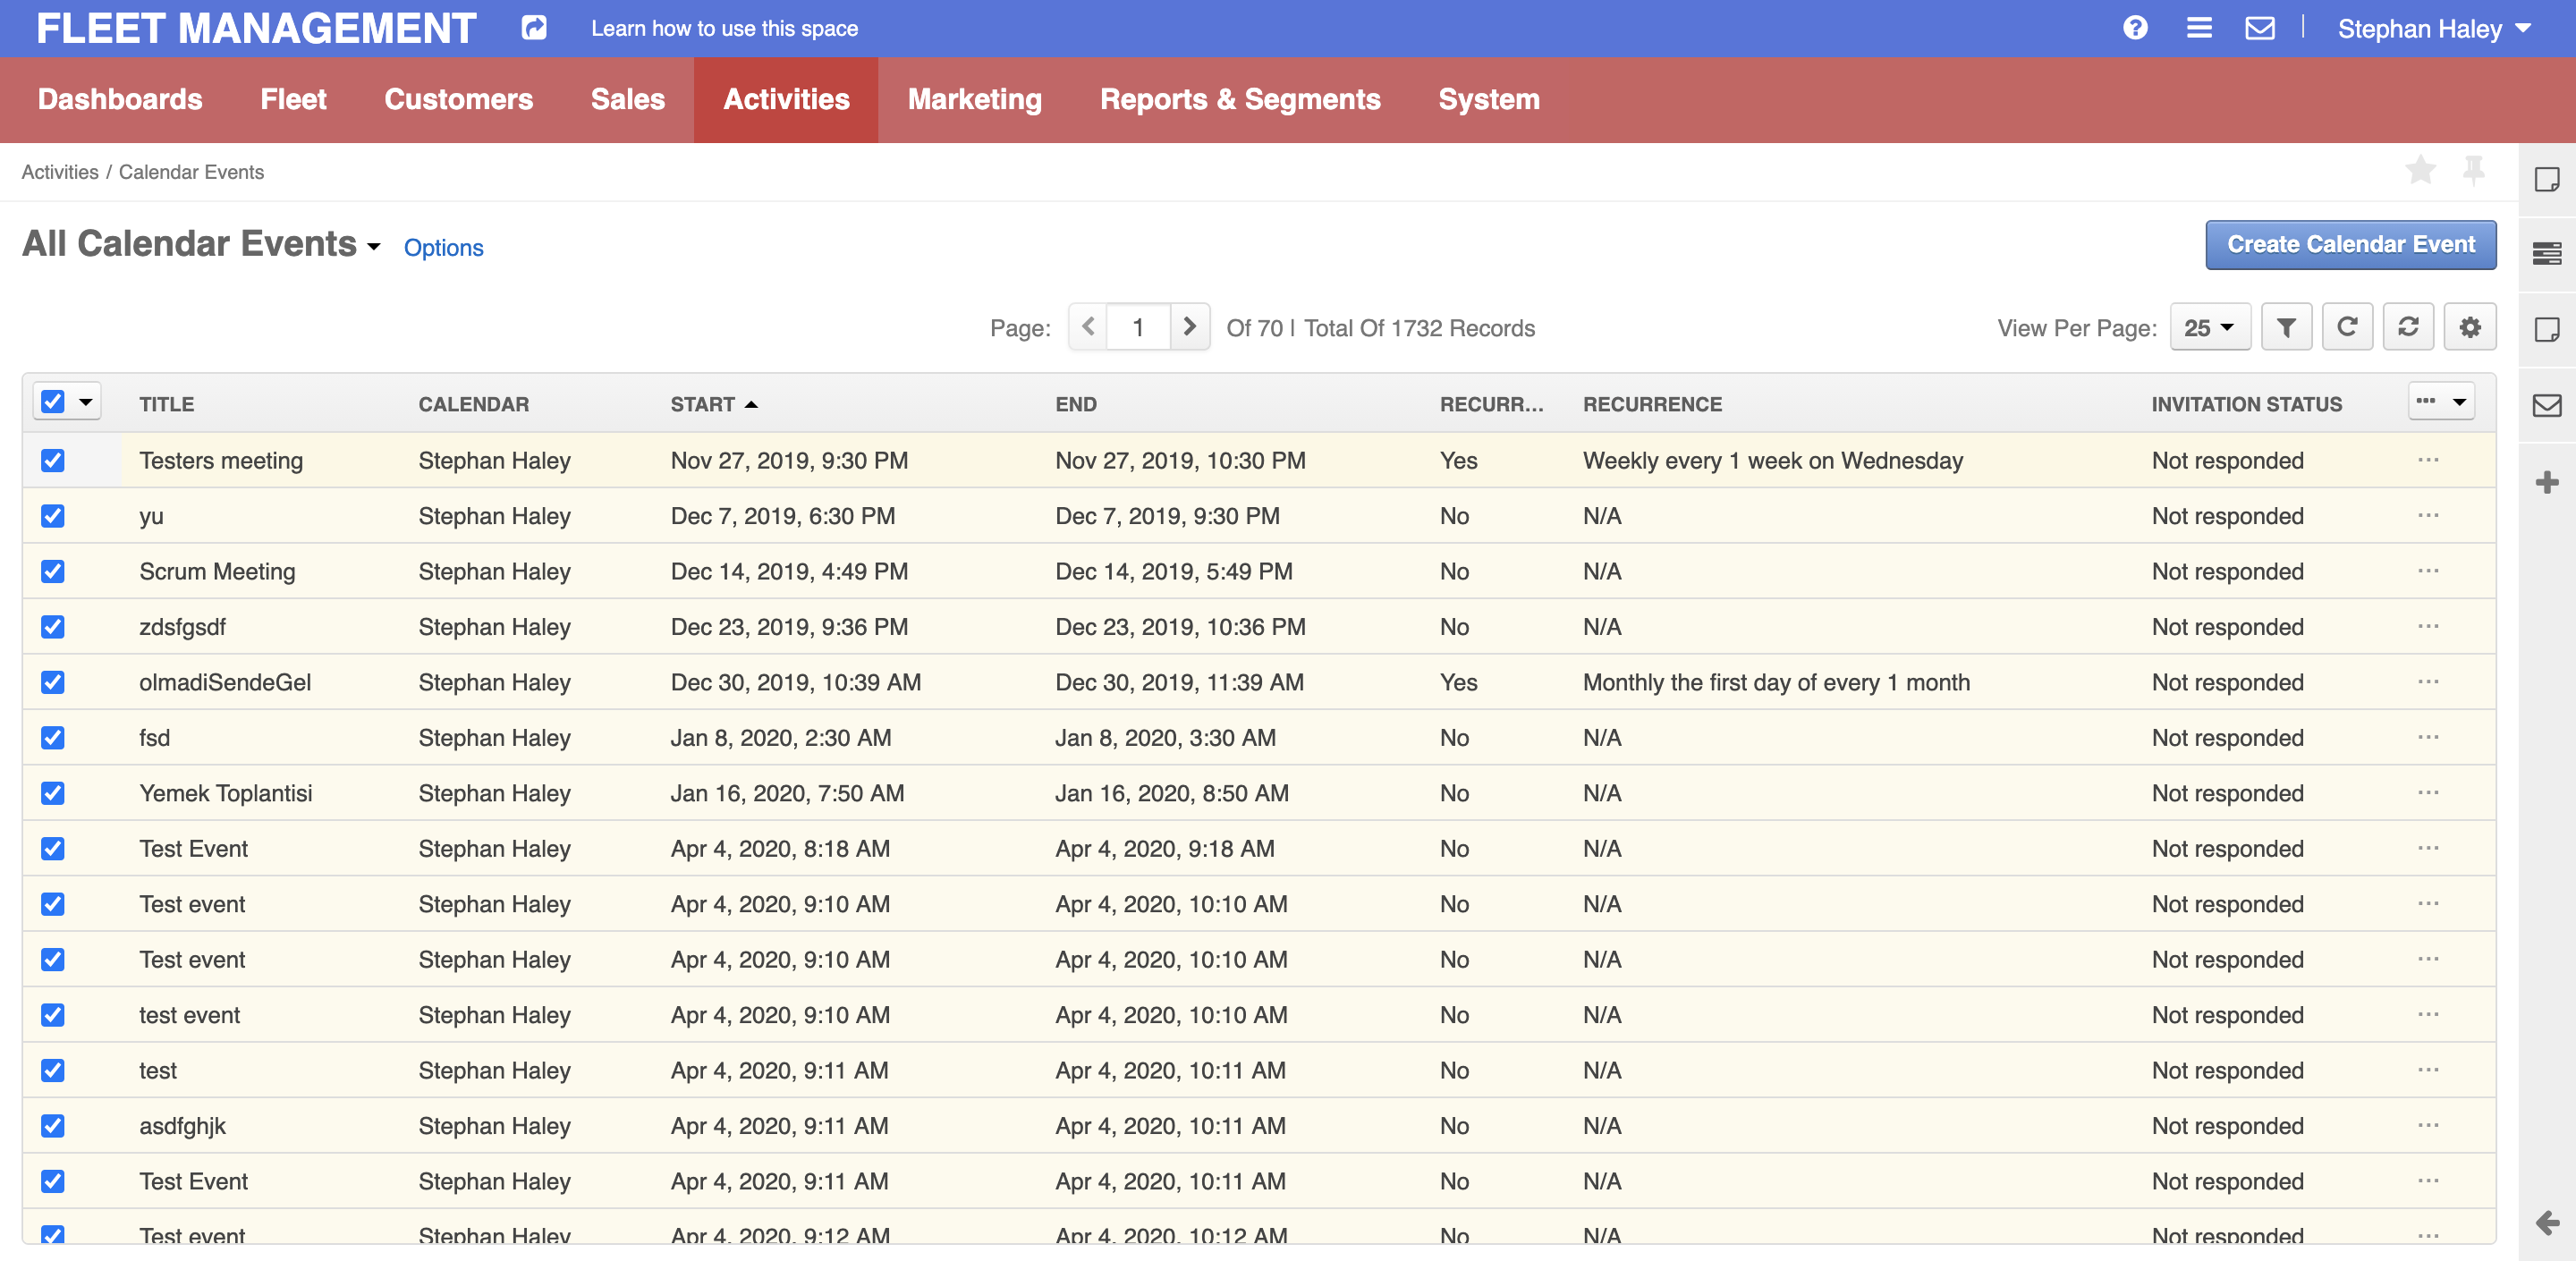 FLEET MANAGEMENT Learn how to use this space Stephan Haley
Dashboards Fleet Customers Sales Activities Marketing Reports & Segments System
Activities / Calendar Events
All Calendar Events Options Create Calendar Event
Page: 1 Of 70 | Total Of 1732 Records View Per Page: 25
TITLE CALENDAR START END RECURR... RECURRENCE INVITATION STATUS
Testers meeting Stephan Haley Nov 27, 2019, 9:30 PM Nov 27, 2019, 10:30 PM Yes Weekly every 1 week on Wednesday Not responded
yu Stephan Haley Dec 7, 2019, 6:30 PM Dec 7, 2019, 9:30 PM No N/A Not responded
Scrum Meeting Stephan Haley Dec 14, 2019, 4:49 PM Dec 14, 2019, 5:49 PM No N/A Not responded
zdsfgsdf Stephan Haley Dec 23, 2019, 9:36 PM Dec 23, 2019, 10:36 PM No N/A Not responded
olmadiSendeGel Stephan Haley Dec 30, 2019, 10:39 AM Dec 30, 2019, 11:39 AM Yes Monthly the first day of every 1 month Not responded
fsd Stephan Haley Jan 8, 2020, 2:30 AM Jan 8, 2020, 3:30 AM No N/A Not responded
Yemek Toplantisi Stephan Haley Jan 16, 2020, 7:50 AM Jan 16, 2020, 8:50 AM No N/A Not responded
Test Event Stephan Haley Apr 4, 2020, 8:18 AM Apr 4, 2020, 9:18 AM No N/A Not responded
Test event Stephan Haley Apr 4, 2020, 9:10 AM Apr 4, 2020, 10:10 AM No N/A Not responded
Test event Stephan Haley Apr 4, 2020, 9:10 AM Apr 4, 2020, 10:10 AM No N/A Not responded
test event Stephan Haley Apr 4, 2020, 9:10 AM Apr 4, 2020, 10:10 AM No N/A Not responded
test Stephan Haley Apr 4, 2020, 9:11 AM Apr 4, 2020, 10:11 AM No N/A Not responded
asdfghjk Stephan Haley Apr 4, 2020, 9:11 AM Apr 4, 2020, 10:11 AM No N/A Not responded
Test Event Stephan Haley Apr 4, 2020, 9:11 AM Apr 4, 2020, 10:11 AM No N/A Not responded
Test event Stephan Haley Apr 4, 2020, 9:12 AM Apr 4, 2020, 10:12 AM No N/A Not responded